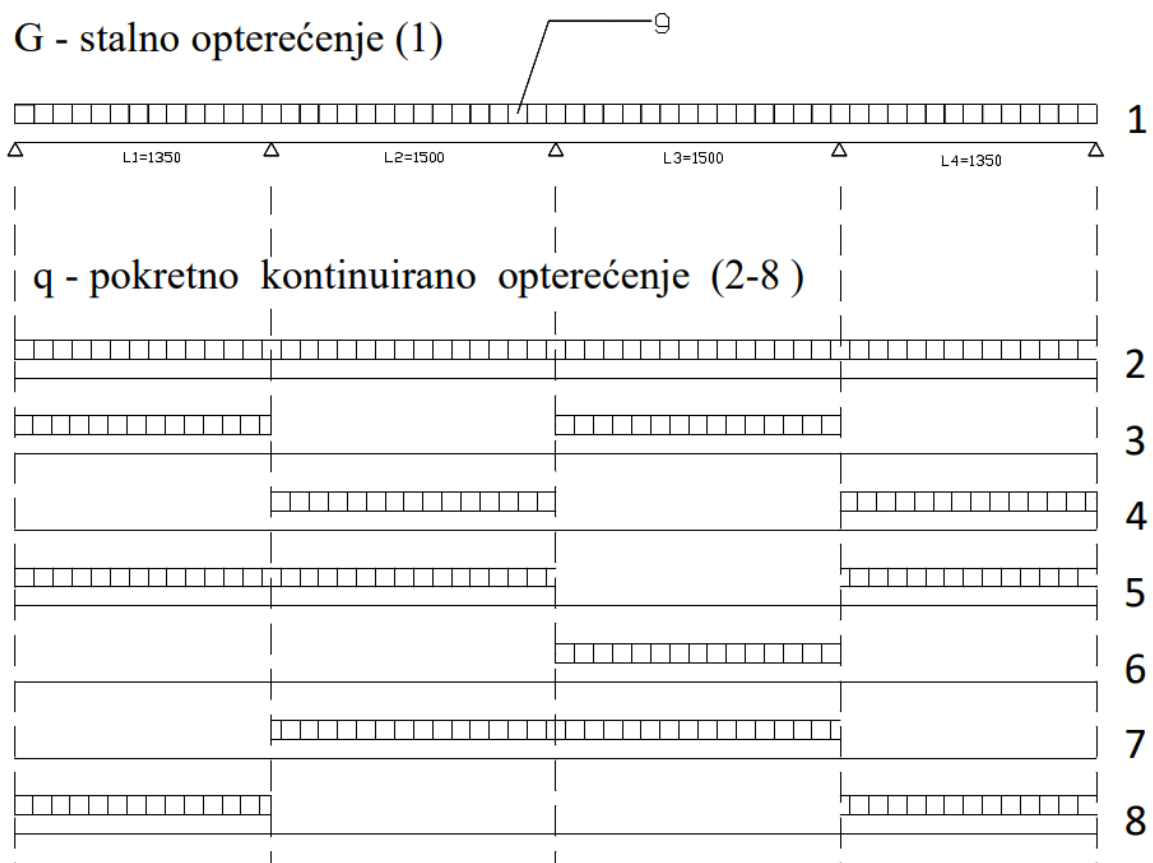 G - stalno opterećenje (1)
g
1
L1=1350
L2=1500
L3=1500
L4=1350
q - pokretno kontinuirano opterećenje (2-8 )
2
3
4
5
6
7
8